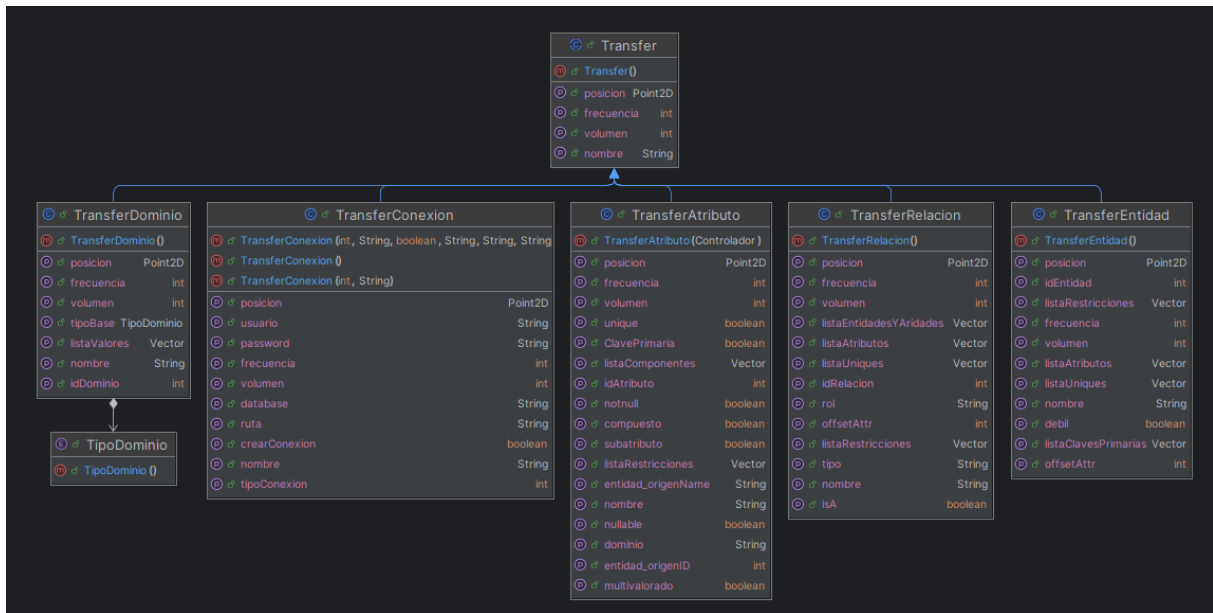 Transfer
Transfer()
posicion Point2D
frecuencia int
volumen int
nombre String
TransferDominio
TransferDominio()
posicion Point2D
frecuencia int
volumen int
tipoBase TipoDominio
listaValores Vector
nombre String
idDominio int
TipoDominio
TipoDominio()
TransferConexion
TransferConexion(int, String, boolean, String, String, String
TransferConexion()
TransferConexion(int, String)
posicion Point2D
usuario String
password String
frecuencia int
volumen int
database String
ruta String
crearConexion boolean
nombre String
tipoConexion int
TransferAtributo
TransferAtributo(Controlador)
posicion Point2D
frecuencia int
volumen int
unique boolean
ClavePrimaria boolean
listaComponentes Vector
idAtributo int
notnull boolean
compuesto boolean
subatributo boolean
listaRestricciones Vector
entidad_origenName String
nombre String
nullable boolean
dominio String
entidad_origenID int
multivalorado boolean
TransferRelacion
TransferRelacion()
posicion Point2D
frecuencia int
volumen int
listaEntidadesYAridades Vector
listaAtributos Vector
listaUniques Vector
idRelacion int
rol String
offsetAttr int
listaRestricciones Vector
tipo String
nombre String
isA boolean
TransferEntidad
TransferEntidad()
posicion Point2D
idEntidad int
listaRestricciones Vector
frecuencia int
volumen int
listaAtributos Vector
listaUniques Vector
nombre String
debil boolean
listaClavesPrimarias Vector
offsetAttr int